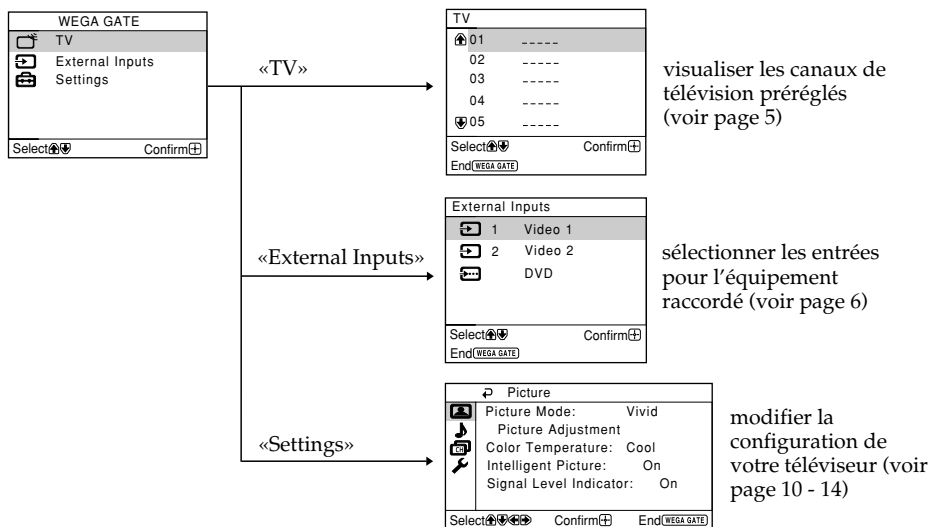 WEGA GATE
TV
External Inputs
Settings
Select Confirm
«TV»
TV
01 -----
02 -----
03 -----
04 -----
05 -----
Select Confirm
End WEGA GATE
visualiser les canaux de
télévision préréglés
(voir page 5)
«External Inputs»
External Inputs
1 Video 1
2 Video 2
DVD
Select Confirm
End WEGA GATE
sélectionner les entrées
pour l'équipement
raccordé (voir page 6)
«Settings»
Picture
Picture Mode: Vivid
Picture Adjustment
CH
Color Temperature: Cool
Intelligent Picture: On
Signal Level Indicator: On
Select Confirm End WEGA GATE
modifier la
configuration de
votre téléviseur (voir
page 10 - 14)